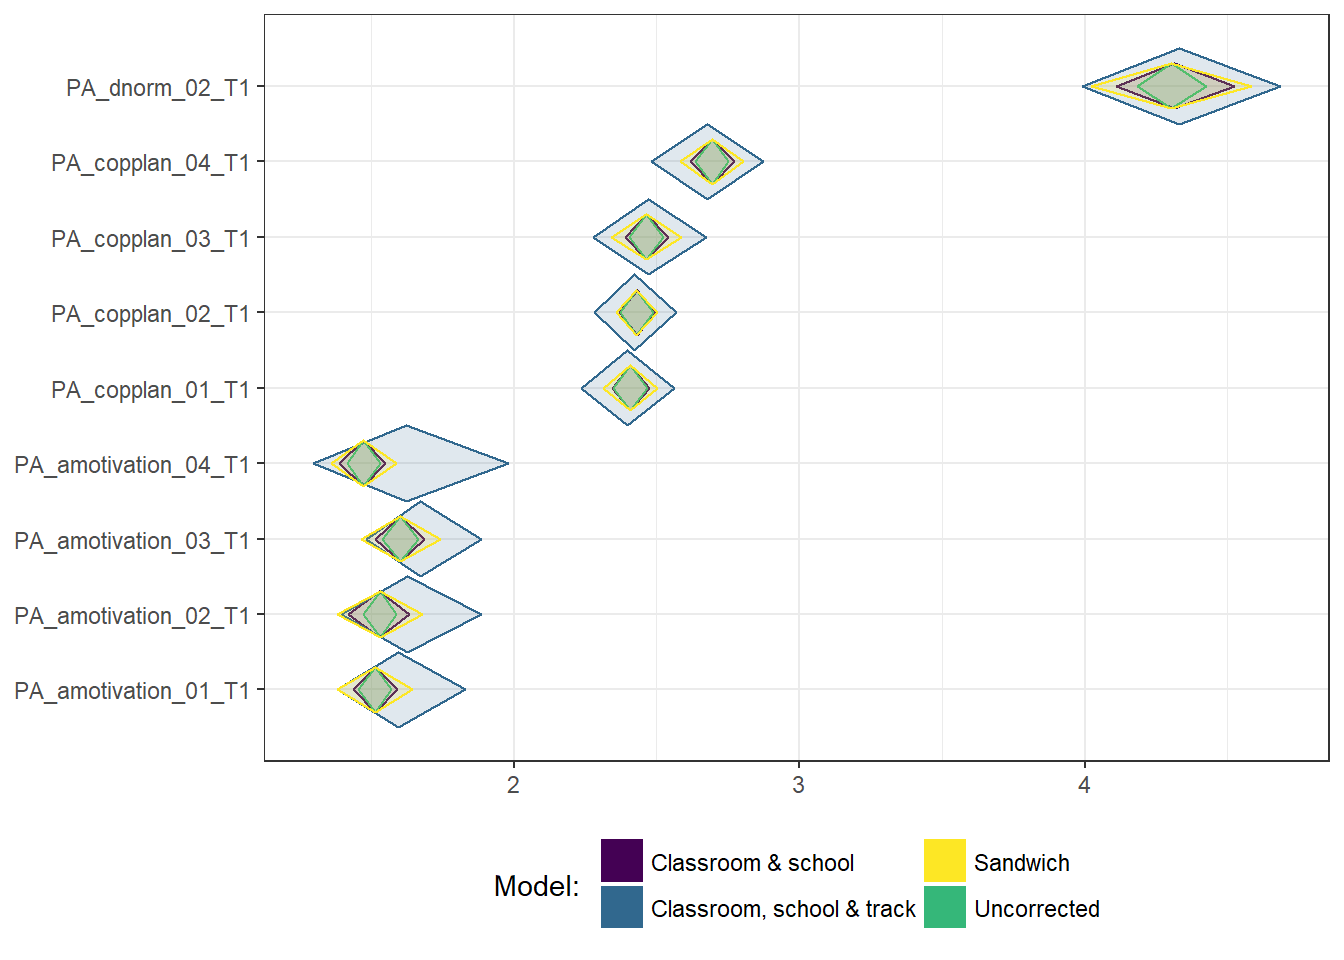 PA_dnorm_02_T1
PA_copplan_04_T1
PA_copplan_03_T1
PA_copplan_02_T1
PA_copplan_01_T1
PA_amotivation_04_T1
PA_amotivation_03_T1
PA_amotivation_02_T1
PA_amotivation_01_T1
2 3 4
Model:
Classroom & school Sandwich
Classroom, school & track Uncorrected